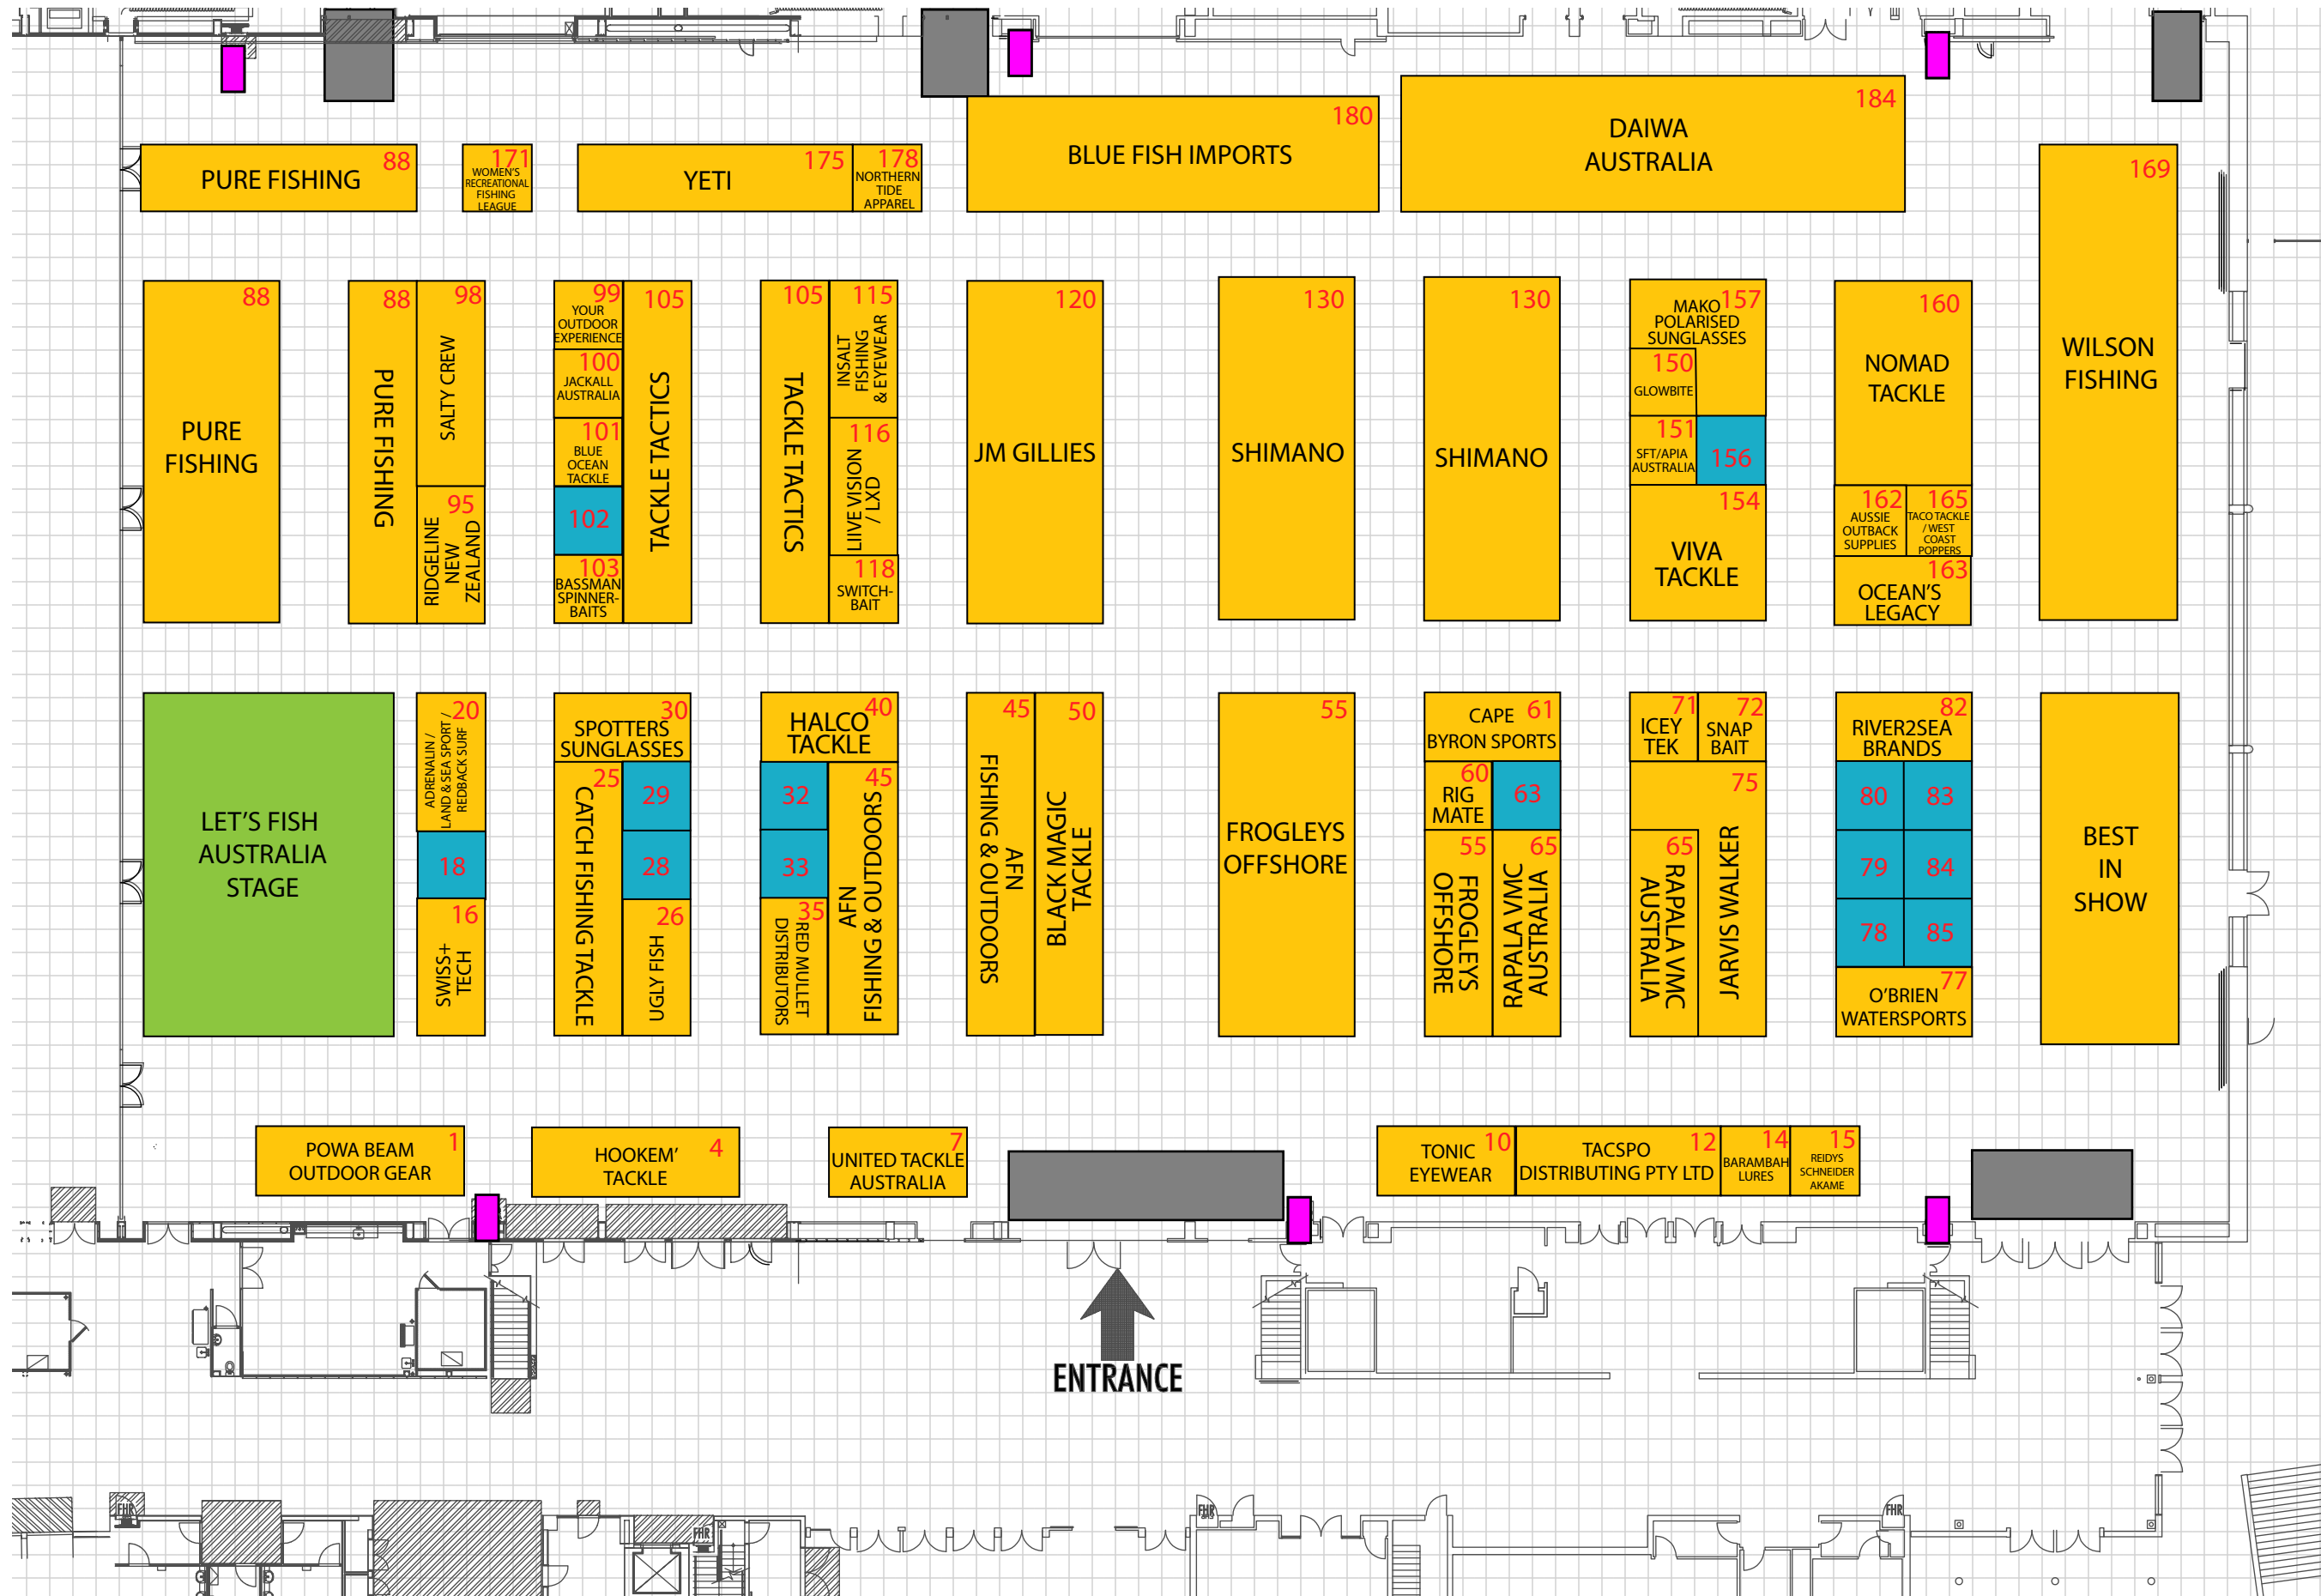 180
BLUE FISH IMPORTS
184
DAIWA
AUSTRALIA
88
PURE FISHING
171
WOMEN'S
RECREATIONAL
FISHING
LEAGUE
175
YETI
178
NORTHERN
TIDE
APPAREL
169
WILSON
FISHING
88
PURE
FISHING
88
PURE FISHING
98
SALTY CREW
95
RIDGELINE
NEW
ZEALAND
99
YOUR
OUTDOOR
EXPERIENCE
100
JACKALL
AUSTRALIA
101
BLUE
OCEAN
TACKLE
102
103
BASSMAN
SPINNER-
BAITS
105
TACKLE TACTICS
105
TACKLE TACTICS
115
INSALT
FISHING
& EYEWEAR
116
LIIVE VISION
/ LXD
118
SWITCH-
BAIT
120
JM GILLIES
130
SHIMANO
130
SHIMANO
157
MAKO
POLARISED
SUNGLASSES
150
GLOWBITE
151
SFT/APIA
AUSTRALIA
156
154
VIVA
TACKLE
160
NOMAD
TACKLE
162
AUSSIE
OUTBACK
SUPPLIES
165
TACO TACKLE
/ WEST
COAST
POPPERS
163
OCEAN'S
LEGACY
LET'S FISH
AUSTRALIA
STAGE
20
ADRENALIN /
LAND & SEA SPORT /
REDBACK SURF
18
16
SWISS+
TECH
30
SPOTTERS
SUNGLASSES
25
CATCH FISHING TACKLE
29
28
26
UGLY FISH
40
HALCO
TACKLE
32
33
35
RED MULLET
DISTRIBUTORS
45
AFN
FISHING & OUTDOORS
45
AFN
FISHING & OUTDOORS
50
BLACK MAGIC
TACKLE
55
FROGLEYS
OFFSHORE
61
CAPE
BYRON SPORTS
60
RIG
MATE
63
55
FROGLEYS
OFFSHORE
65
RAPALA VMC
AUSTRALIA
71
ICEY
TEK
72
SNAP
BAIT
75
JARVIS WALKER
65
RAPALA VMC
AUSTRALIA
82
RIVER2SEA
BRANDS
80
83
79
84
78
85
77
O'BRIEN
WATERSPORTS
BEST
IN
SHOW
1
POWA BEAM
OUTDOOR GEAR
4
HOOKEM'
TACKLE
7
UNITED TACKLE
AUSTRALIA
10
TONIC
EYEWEAR
12
TACSPO
DISTRIBUTING PTY LTD
14
BARAMBAH
LURES
15
REIDYS
SCHNEIDER
AKAME
ENTRANCE
FHR
FHR
FHR
FHR